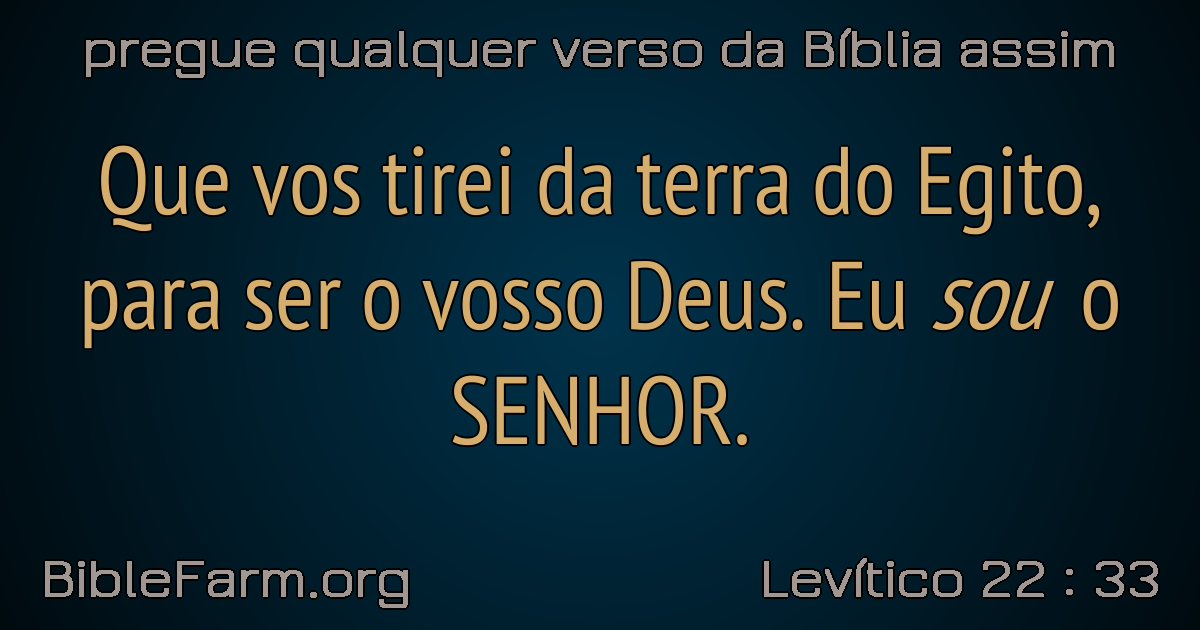 pregue qualquer verso da Bíblia assim
Que vos tirei da terra do Egito,
para ser o vosso Deus. Eu sou o
SENHOR.
BibleFarm.org
Levítico 22 : 33